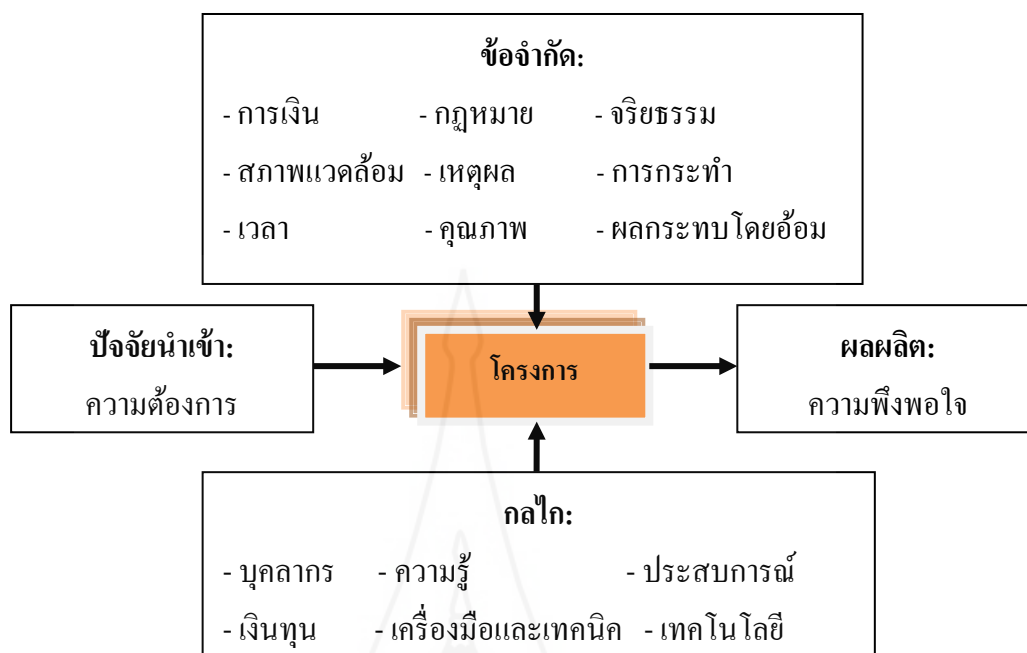 ข้อจำกัด:
- การเงิน - กฎหมาย - จริยธรรม
- สภาพแวดล้อม - เหตุผล - การกระทำ
- เวลา - คุณภาพ - ผลกระทบโดยอ้อม
ปัจจัยนำเข้า:
ความต้องการ
โครงการ
ผลผลิต:
ความพึงพอใจ
กลไก:
- บุคลากร - ความรู้ - ประสบการณ์
- เงินทุน - เครื่องมือและเทคนิค - เทคโนโลยี